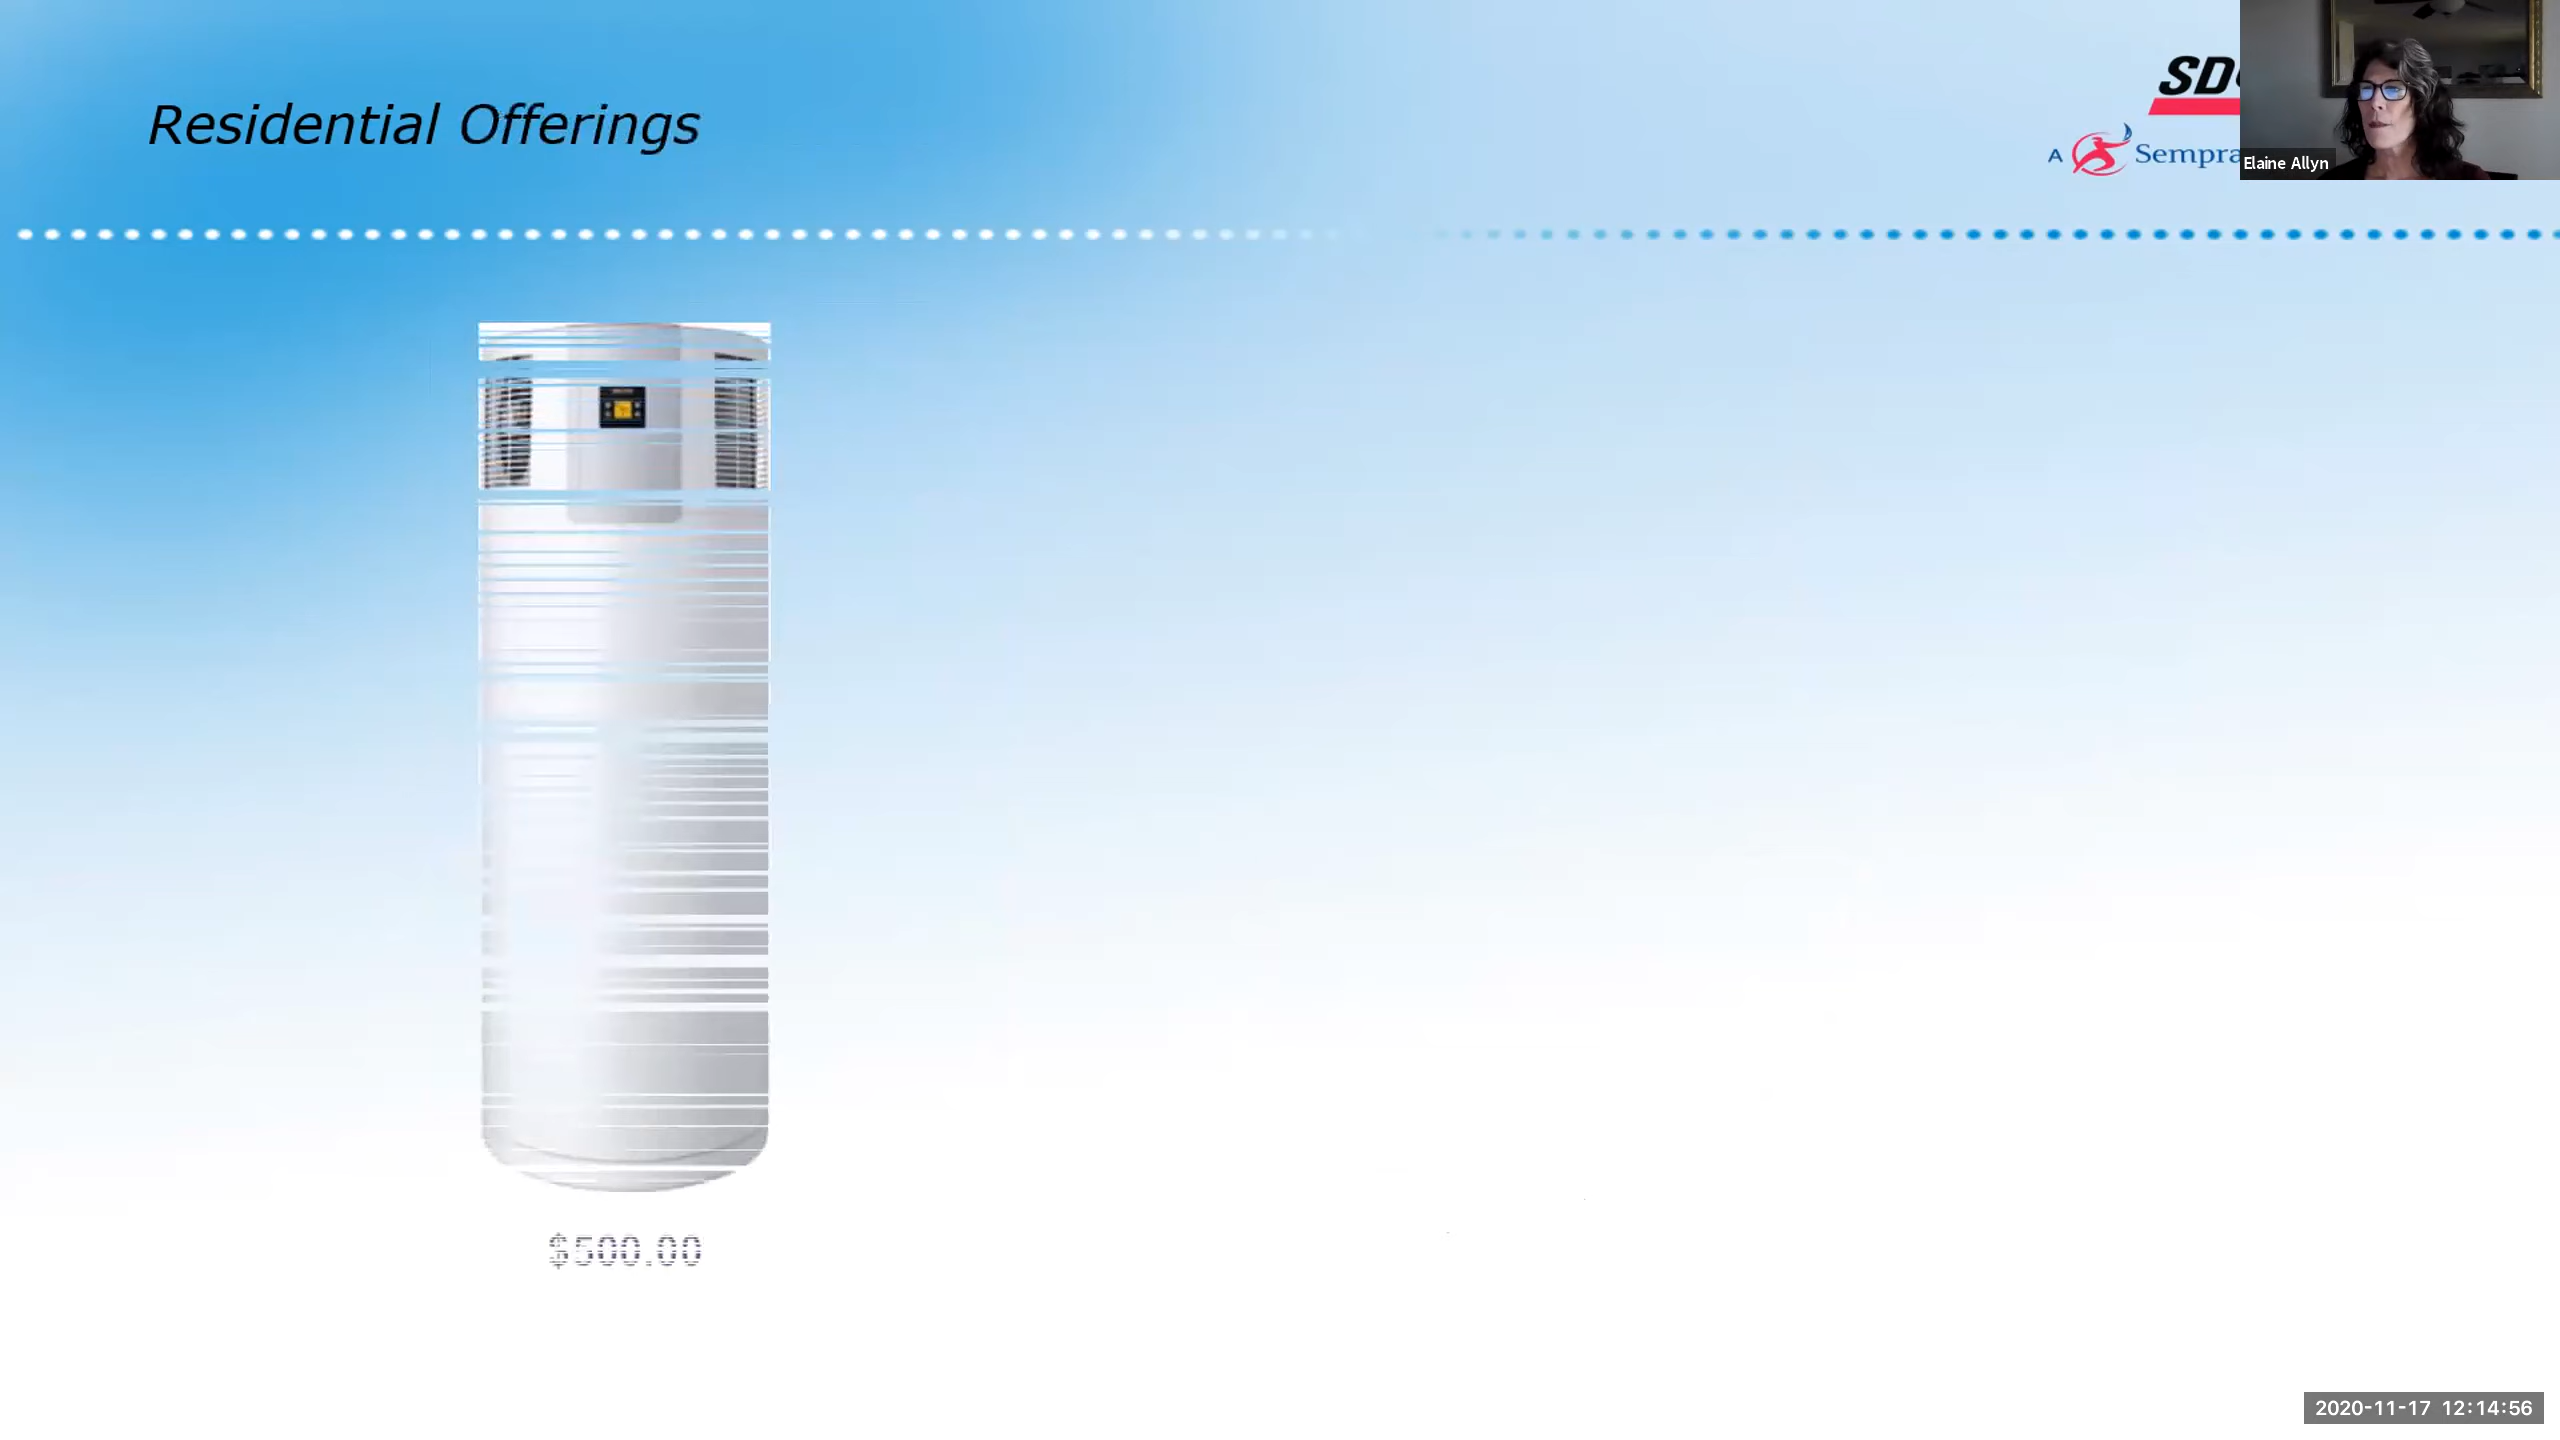 Residential Offerings
SD
A Sempra
Elaine Allyn
$500.00
2020-11-17 12:14:56